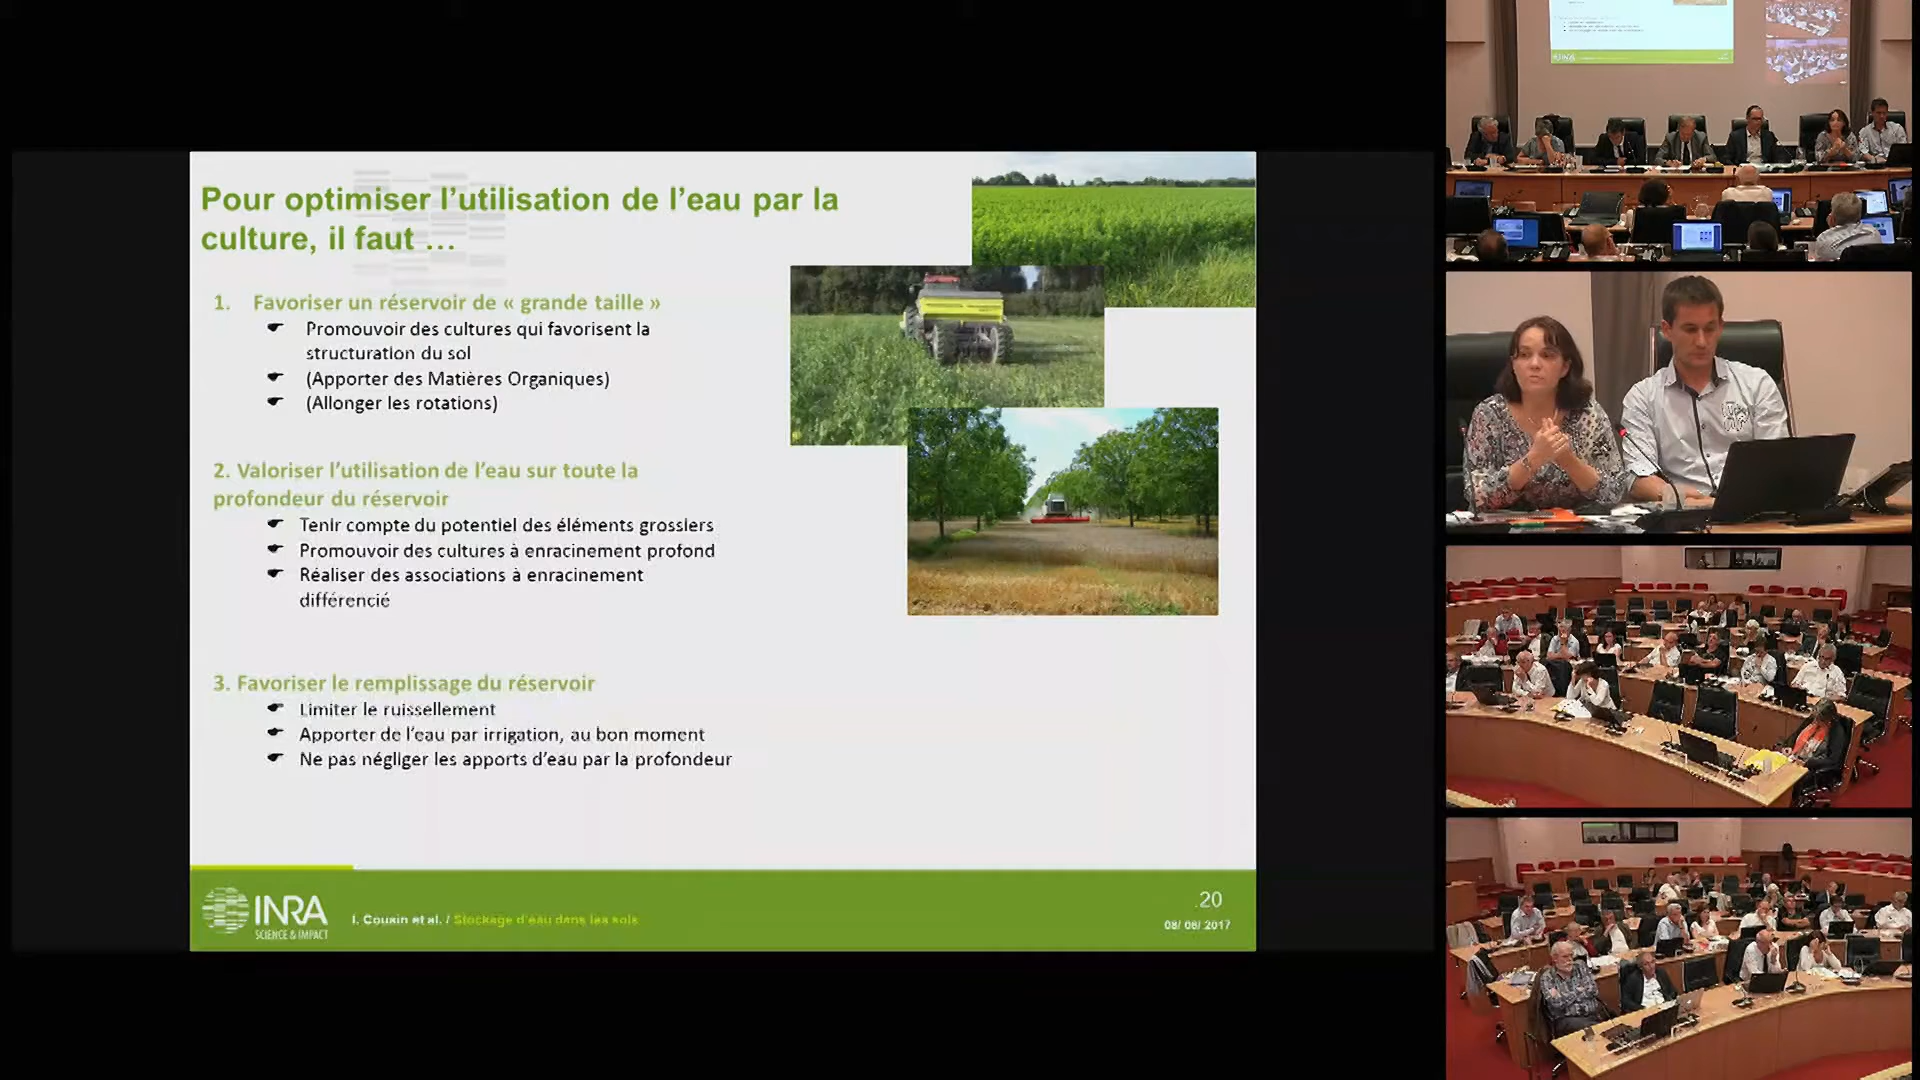 Pour optimiser l’utilisation de l’eau par la
culture, il faut …
1. Favoriser un réservoir de « grande taille »
Promouvoir des cultures qui favorisent la
structuration du sol
(Apporter des Matières Organiques)
(Allonger les rotations)
2. Valoriser l’utilisation de l’eau sur toute la
profondeur du réservoir
Tenir compte du potentiel des éléments grossiers
Promouvoir des cultures à enracinement profond
Réaliser des associations à enracinement
différencié
3. Favoriser le remplissage du réservoir
Limiter le ruissellement
Apporter de l’eau par irrigation, au bon moment
Ne pas négliger les apports d’eau par la profondeur
INRA
SCIENCE & IMPACT
I. Cousin et al. / Stockage d’eau dans les sols
.20
08/ 06/ 2017